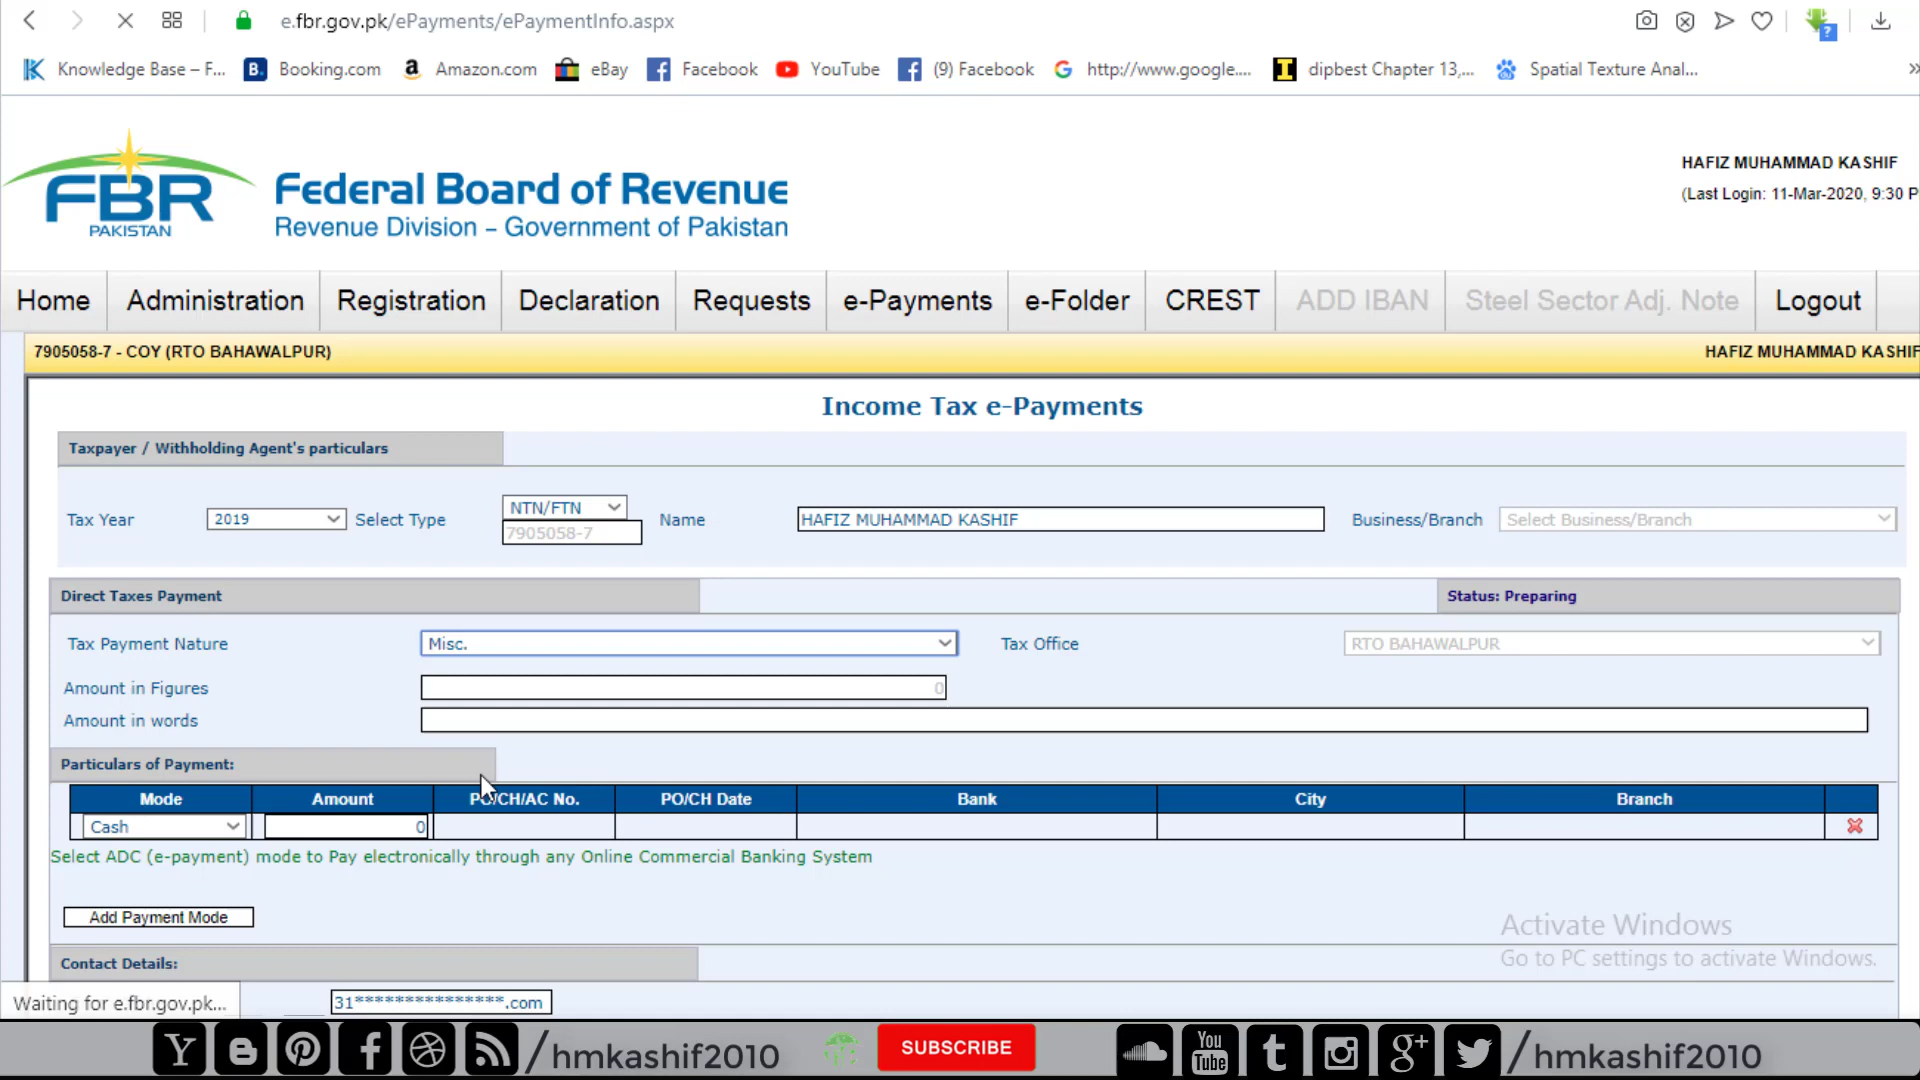 e.fbr.gov.pk/ePayments/ePaymentInfo.aspx
Knowledge Base – F... B. Booking.com a Amazon.com eBay Facebook YouTube (9) Facebook G http://www.google.... I dipbest Chapter 13,... Spatial Texture Anal... »
FBR
PAKISTAN
Federal Board of Revenue
Revenue Division – Government of Pakistan
HAFIZ MUHAMMAD KASHIF
(Last Login: 11-Mar-2020, 9:30 P
Home Administration Registration Declaration Requests e-Payments e-Folder CREST ADD IBAN Steel Sector Adj. Note Logout
7905058-7 - COY (RTO BAHAWALPUR) HAFIZ MUHAMMAD KASHIF
Income Tax e-Payments
Taxpayer / Withholding Agent's particulars
Tax Year 2019 Select Type NTN/FTN Name HAFIZ MUHAMMAD KASHIF Business/Branch Select Business/Branch
7905058-7
Direct Taxes Payment Status: Preparing
Tax Payment Nature Misc. Tax Office RTO BAHAWALPUR
Amount in Figures 0
Amount in words
Particulars of Payment:
Mode Amount PO/CH/AC No. PO/CH Date Bank City Branch
Cash 0
Select ADC (e-payment) mode to Pay electronically through any Online Commercial Banking System
Add Payment Mode
Activate Windows
Go to PC settings to activate Windows.
Contact Details:
Waiting for e.fbr.gov.pk... 31***************.com
/hmkashif2010 SUBSCRIBE You Tube /hmkashif2010